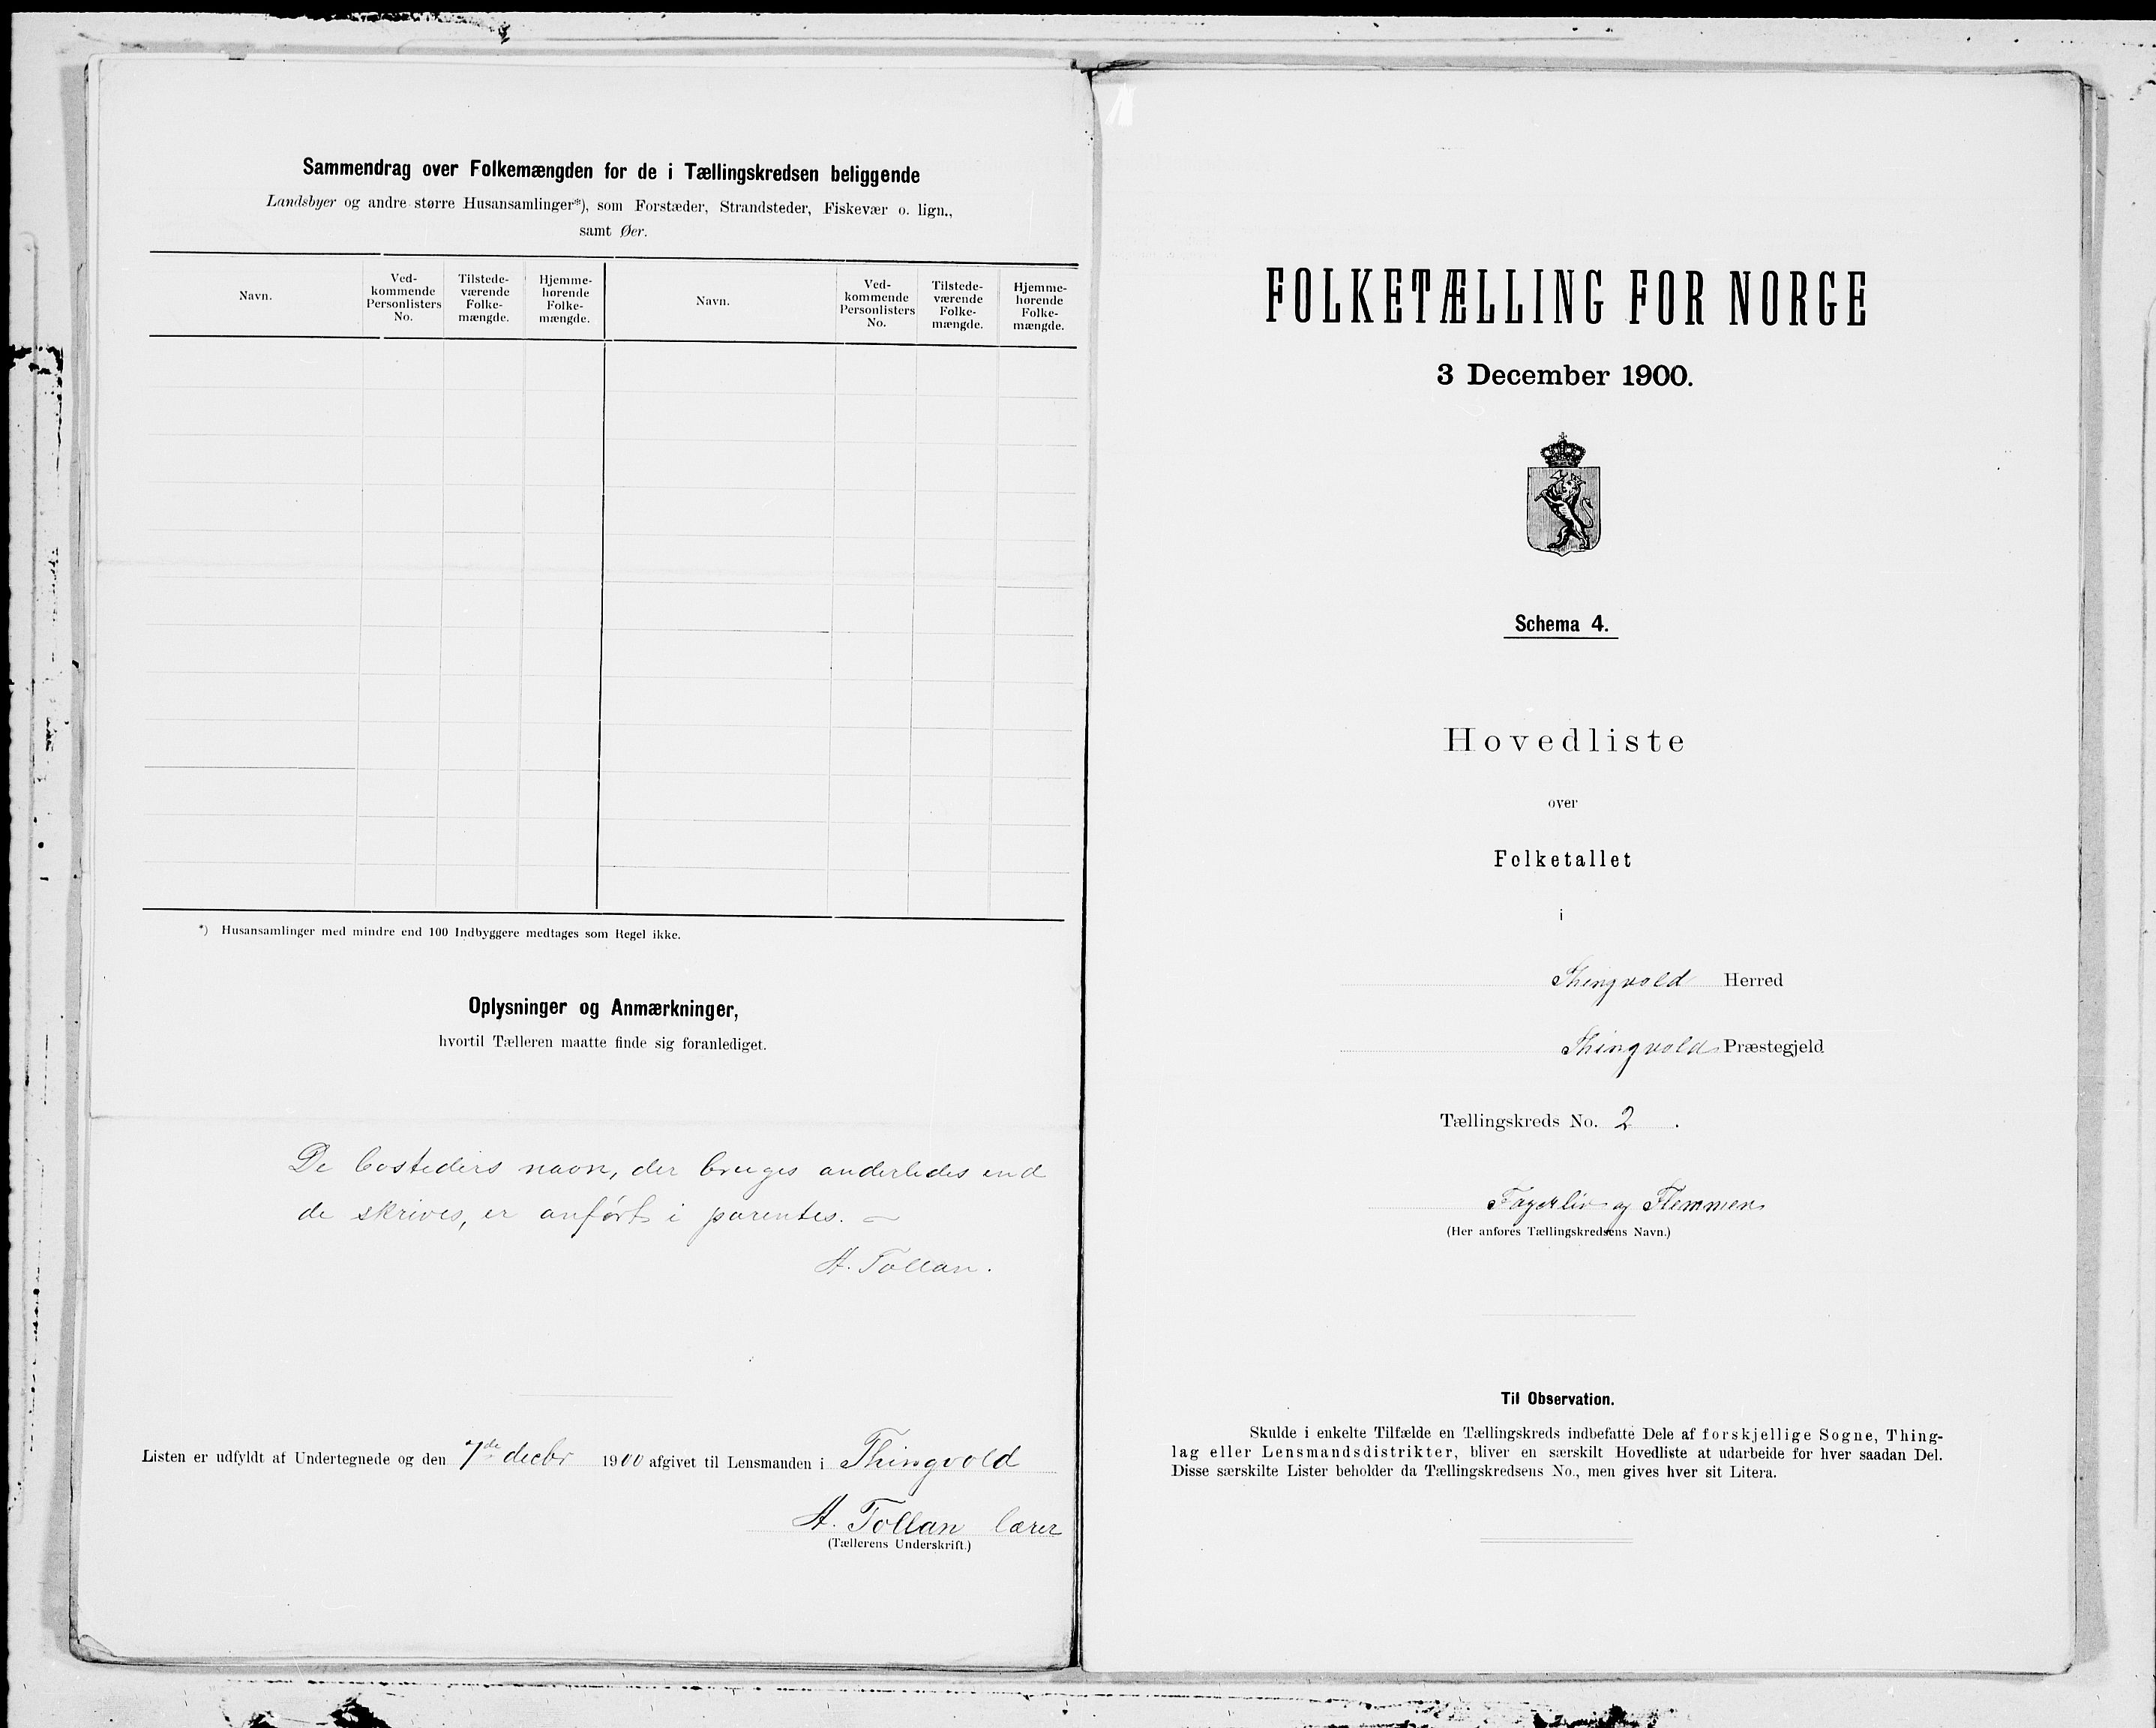 Sammendrag over Folkemængden for de i Tællingskredsen beliggende
Landsbyer og andre større Husansamlinger*), som Forstæder, Strandsteder, Fiskevær o. lign.,
samt Øer.
Navn.
Ved-
kommende
Personlisters
No.
Tilstede-
værende
Folke-
mængde.
Hjemme-
hørende
Folke-
mængde.
Navn.
Ved-
kommende
Personlisters
No.
Tilstede-
værende
Folke-
mængde.
Hjemme-
hørende
Folke-
mængde.
*) Husansamlinger med mindre end 100 Indbyggere medtages som Regel ikke.
Oplysninger og Anmærkninger,
hvortil Tælleren maatte finde sig foranlediget.
De bosteders navn, der bruges anderledes end
de skrives, er anført i parentes. —
A. Tollan.
Listen er udfyldt af Undertegnede og den 7de decbr 1900 afgivet til Lensmanden i Thingvold
A. Tollan lærer
(Tællerens Underskrift.)
FOLKETÆLLING FOR NORGE
3 December 1900.
Schema 4.
Hovedliste
over
Folketallet
i
Thingvold Herred
Thingvold Præstegjeld
Tællingskreds No. 2.
Fagerliv og Flemmen
(Her anføres Tællingskredsens Navn.)
Til Observation.
Skulde i enkelte Tilfælde en Tællingskreds indbefatte Dele af forskjellige Sogne, Thing-
lag eller Lensmandsdistrikter, bliver en særskilt Hovedliste at udarbeide for hver saadan Del.
Disse særskilte Lister beholder da Tællingskredsens No., men gives hver sit Litera.